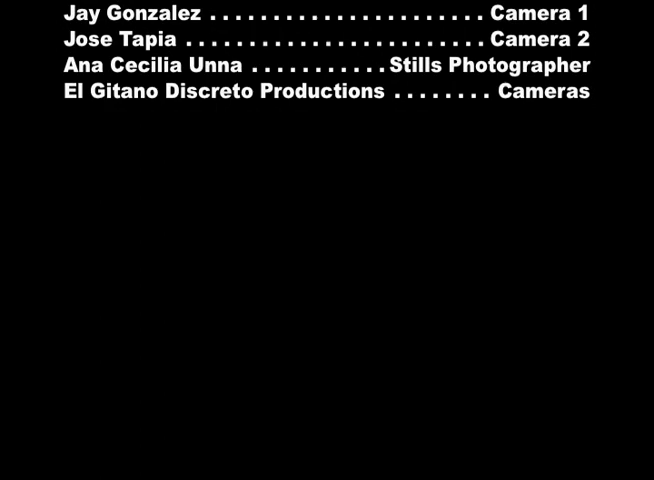 Jay Gonzalez . . . . . . . . . . . . . . . . . . . . . . Camera 1
Jose Tapia . . . . . . . . . . . . . . . . . . . . . . . . Camera 2
Ana Cecilia Unna . . . . . . . . . . . Stills Photographer
El Gitano Discreto Productions . . . . . . . . Cameras